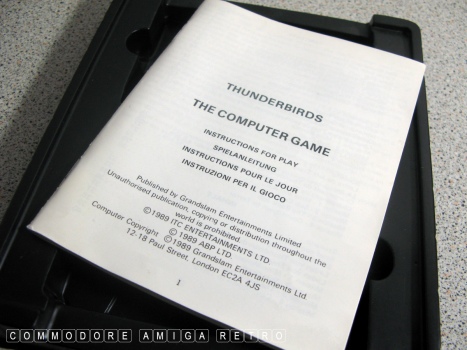 THUNDERBIRDS
THE COMPUTER GAME
INSTRUCTIONS FOR PLAY
SPIELANLEITUNG
INSTRUCTIONS POUR LE JOUR
INSTRUZIONI PER IL GIOCO
Published by Grandslam Entertainments Limited
Unauthorised publication, copying or distribution throughout the
world is prohibited.
©1989 ITC ENTERTAINMENTS LTD
©1989 ABP LTD.
Computer Copyright ©1989 Grandslam Entertainments Ltd
12-18 Paul Street, London EC2A 4JS
1
COMMODORE AMIGA RETRO